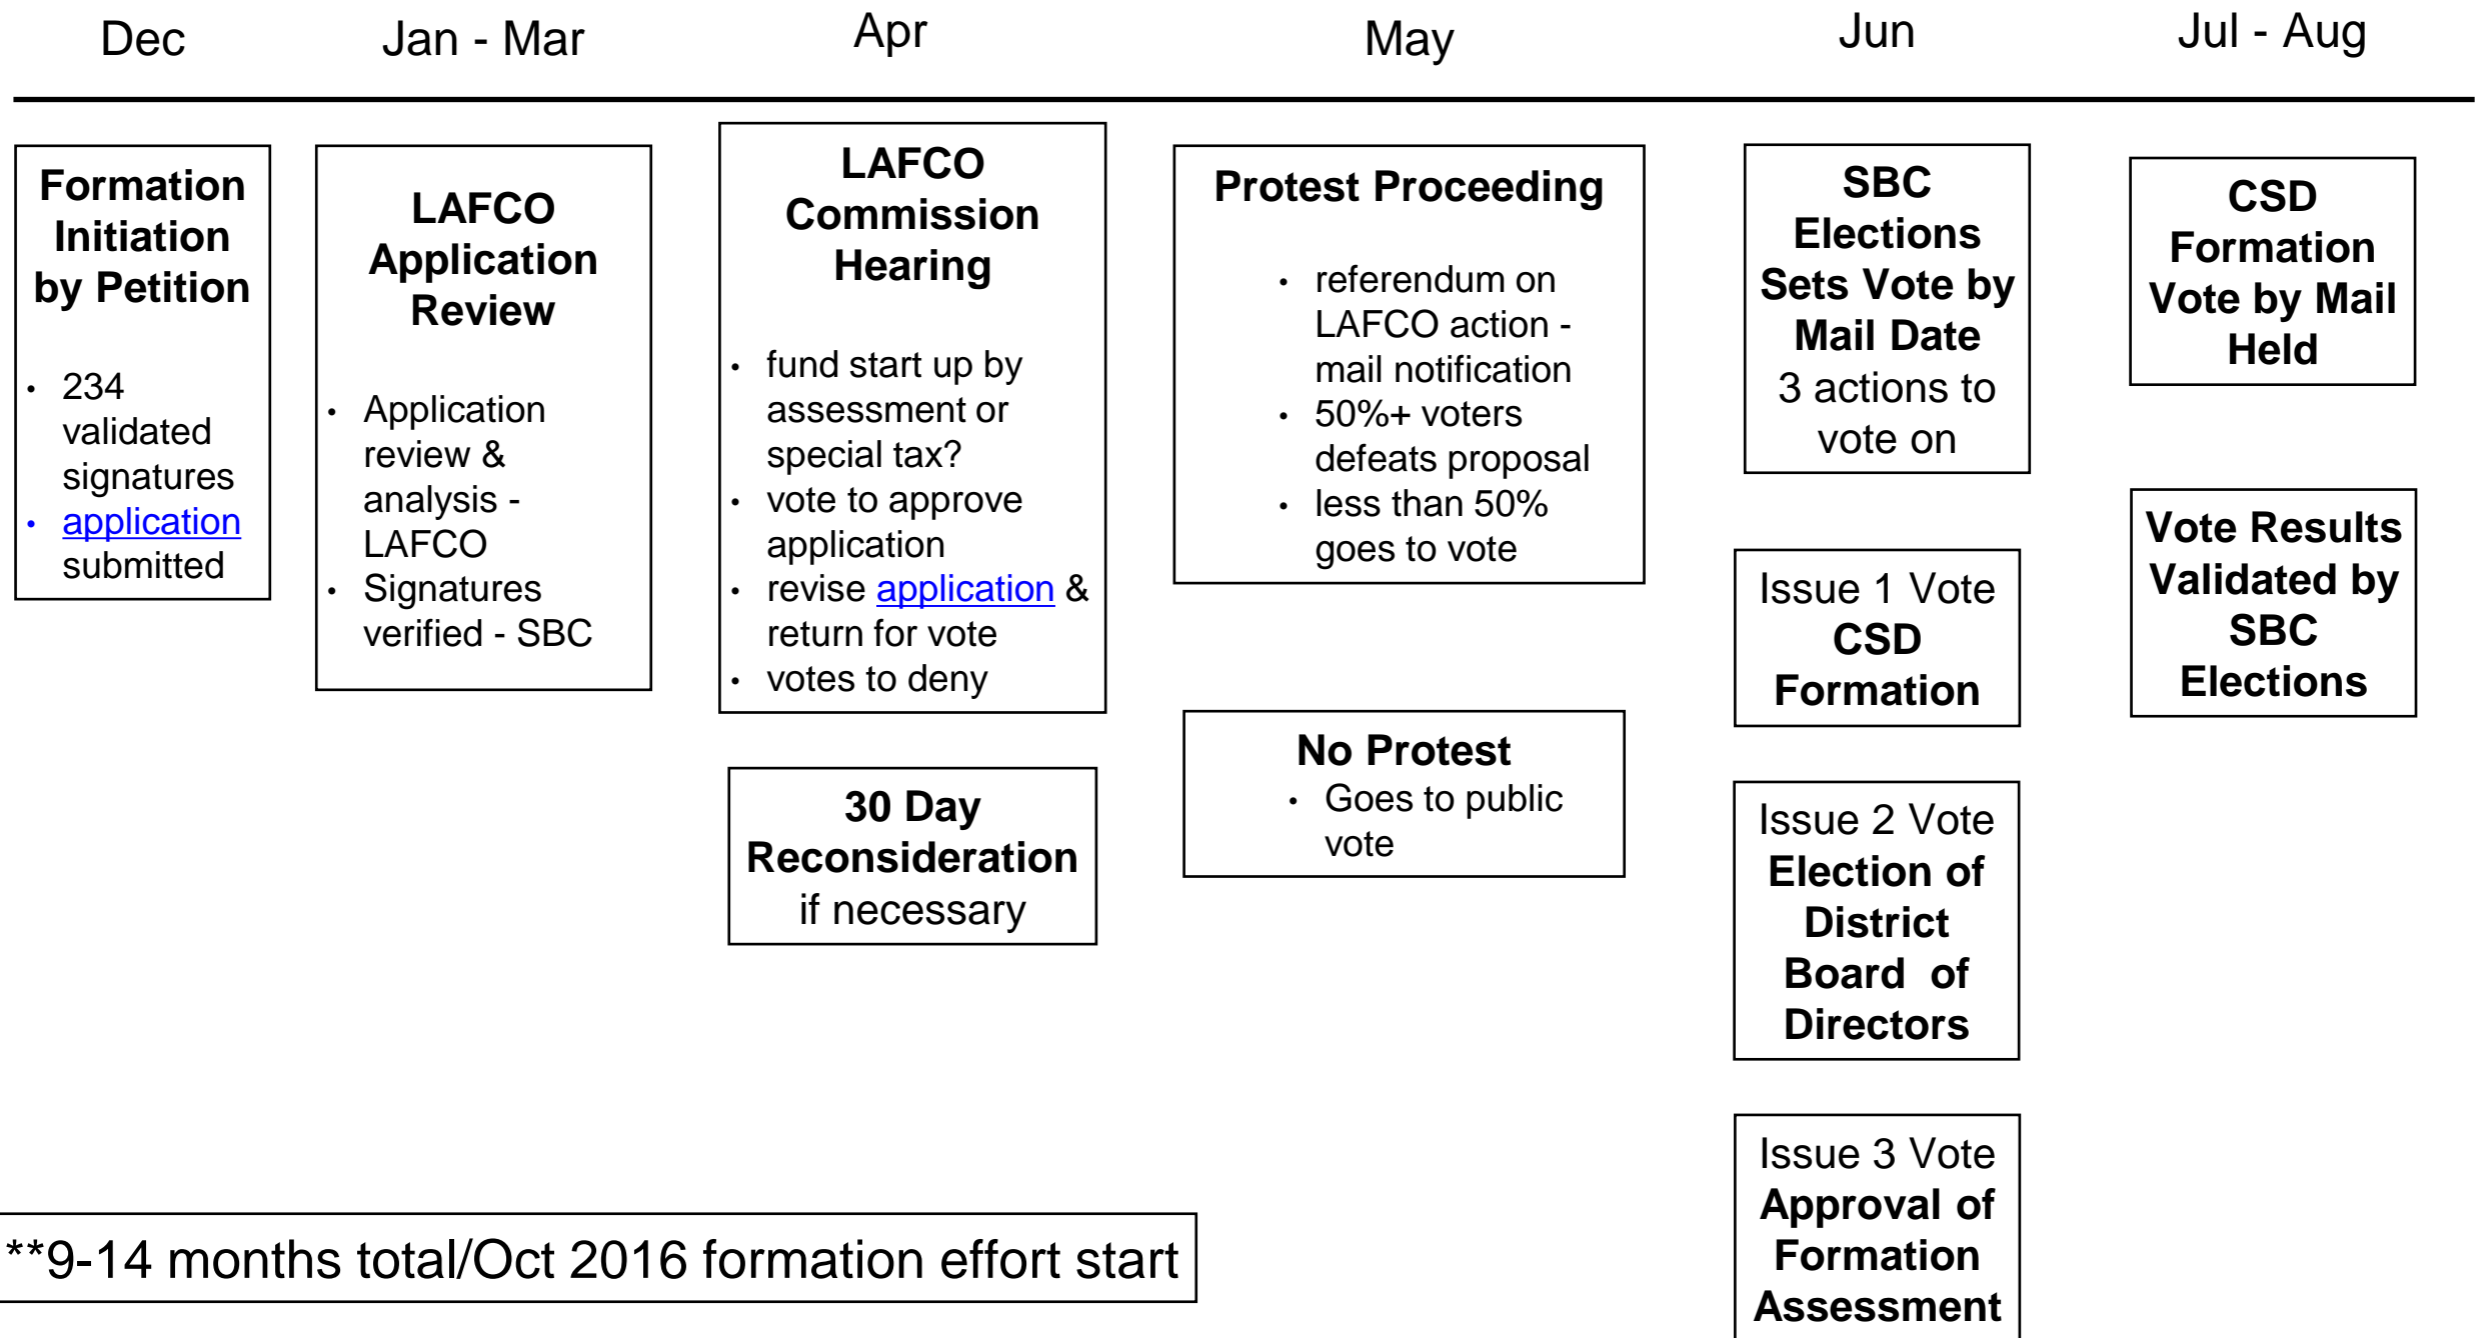 Dec
Jan - Mar
Apr
May
Jun
Jul - Aug
Formation
Initiation
by Petition
• 234
validated
signatures
• application
submitted
LAFCO
Application
Review
• Application
review &
analysis -
LAFCO
• Signatures
verified - SBC
LAFCO
Commission
Hearing
• fund start up by
assessment or
special tax?
• vote to approve
application
• revise application &
return for vote
• votes to deny
30 Day
Reconsideration
if necessary
Protest Proceeding
• referendum on
LAFCO action -
mail notification
• 50%+ voters
defeats proposal
• less than 50%
goes to vote
No Protest
• Goes to public
vote
SBC
Elections
Sets Vote by
Mail Date
3 actions to
vote on
Issue 1 Vote
CSD
Formation
Issue 2 Vote
Election of
District
Board of
Directors
Issue 3 Vote
Approval of
Formation
Assessment
CSD
Formation
Vote by Mail
Held
Vote Results
Validated by
SBC
Elections
**9-14 months total/Oct 2016 formation effort start